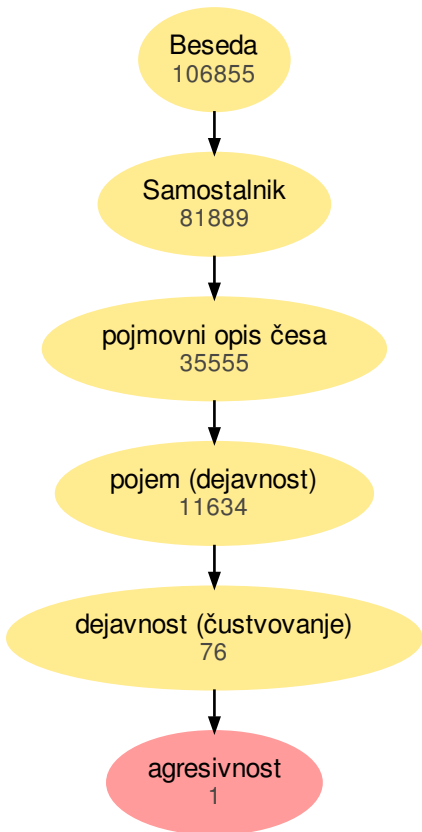 Beseda
106855
Samostalnik
81889
pojmovni opis česa
35555
pojem (dejavnost)
11634
dejavnost (čustvovanje)
76
agresivnost
1